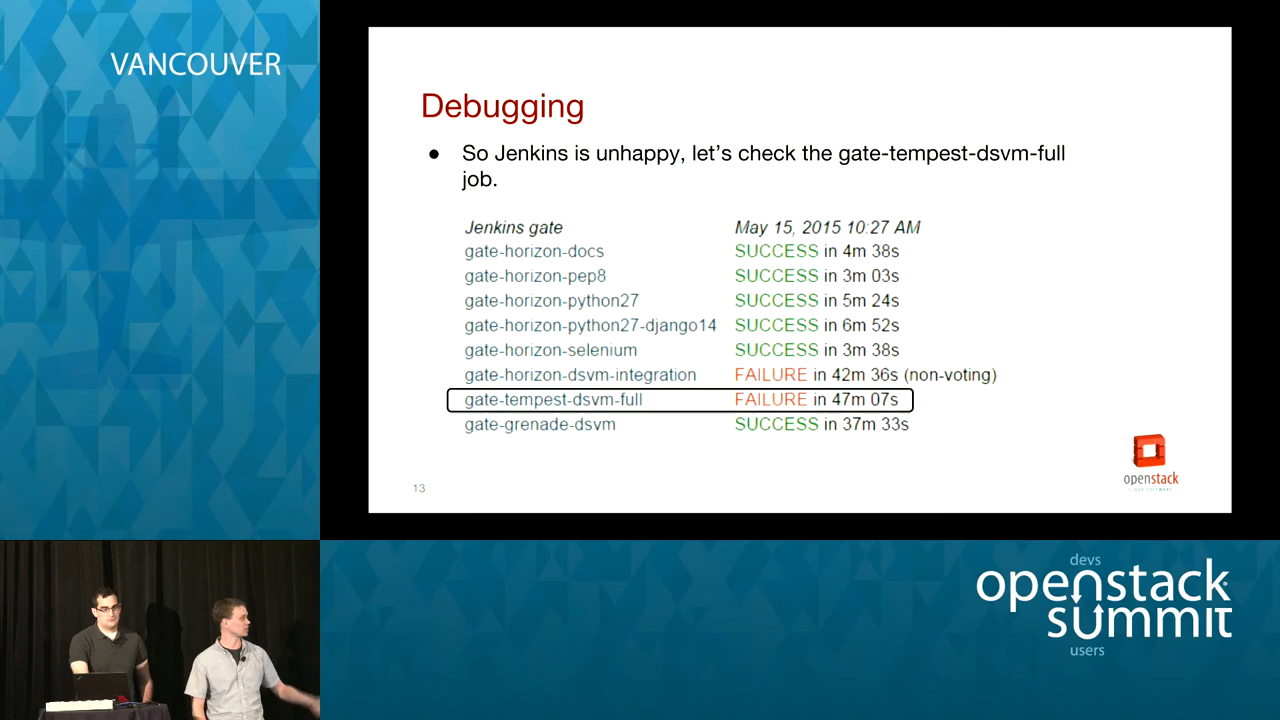 VANCOUVER
Debugging
● So Jenkins is unhappy, let's check the gate-tempest-dsvm-full
job.
Jenkins gate May 15, 2015 10:27 AM
gate-horizon-docs SUCCESS in 4m 38s
gate-horizon-pep8 SUCCESS in 3m 03s
gate-horizon-python27 SUCCESS in 5m 24s
gate-horizon-python27-django14 SUCCESS in 6m 52s
gate-horizon-selenium SUCCESS in 3m 38s
gate-horizon-dsvm-integration FAILURE in 42m 36s (non-voting)
gate-tempest-dsvm-full FAILURE in 47m 07s
gate-grenade-dsvm SUCCESS in 37m 33s
13
openstack
CLOUD SOFTWARE
devs
openstack
summit
users